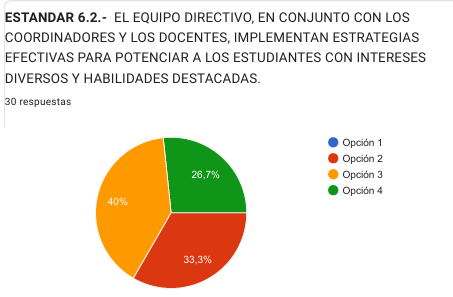 ESTANDAR 6.2.- EL EQUIPO DIRECTIVO, EN CONJUNTO CON LOS
COORDINADORES Y LOS DOCENTES, IMPLEMENTAN ESTRATEGIAS
EFECTIVAS PARA POTENCIAR A LOS ESTUDIANTES CON INTERESES
DIVERSOS Y HABILIDADES DESTACADAS.
30 respuestas
Opción 1
Opción 2
Opción 3
Opción 4
26,7%
40%
33,3%